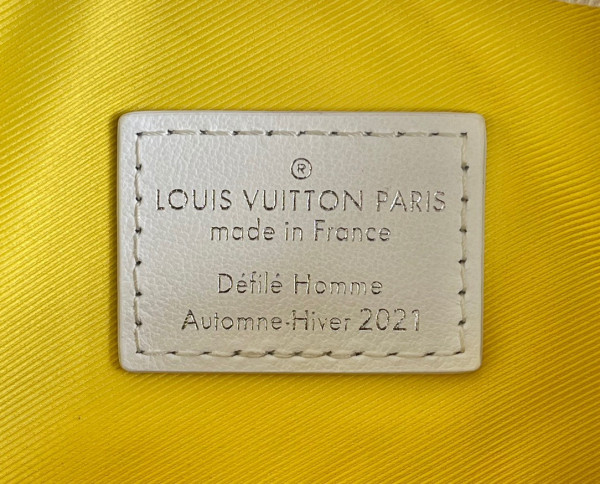 ®
LOUIS VUITTON PARIS
made in France
Défilé Homme
Automne-Hiver 2021